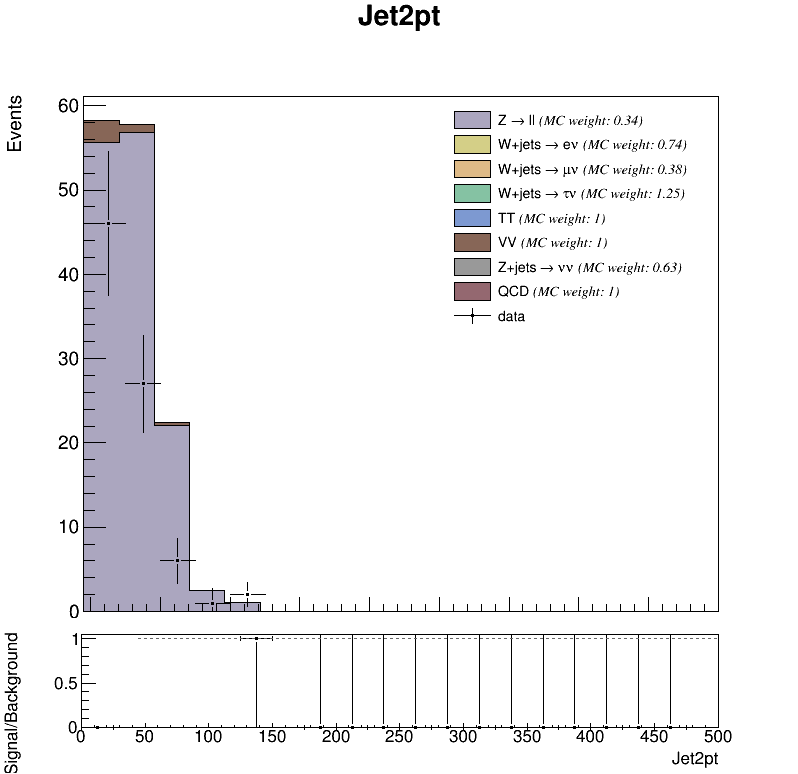 Jet2pt
Events
60
50
40
30
20
10
0
Z → ll (MC weight: 0.34)
W+jets → eν (MC weight: 0.74)
W+jets → μν (MC weight: 0.38)
W+jets → τν (MC weight: 1.25)
TT (MC weight: 1)
VV (MC weight: 1)
Z+jets → νν (MC weight: 0.63)
QCD (MC weight: 1)
data
Signal/Background
1
0.5
0
0 50 100 150 200 250 300 350 400 450 500
Jet2pt